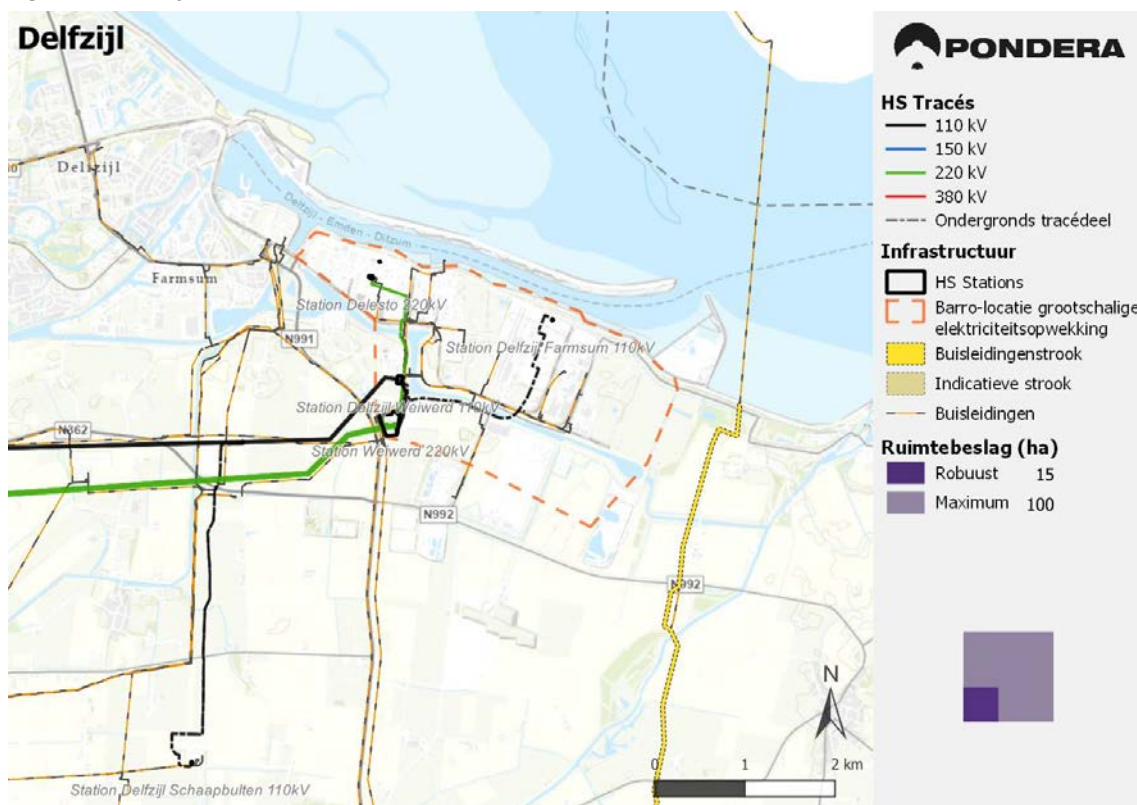 Delfzijl
Delfzijl
Delfzijl - Emden - Ditzum
Farmsum
Station Delesto 220kV
N991
Station Delfzijl Farmsum 110kV
Station Delfzijl Weiwerd 110kV
N362
Station Weiwerd 220kV
N992
N992
Station Delfzijl Schaapbulten 110kV
N
0 1 2 km
PONDERA
HS Tracés
110 kV
150 kV
220 kV
380 kV
Ondergronds tracédeel
Infrastructuur
HS Stations
Barro-locatie grootschalige
elektriciteitsopwekking
Buisleidingenstrook
Indicatieve strook
Buisleidingen
Ruimtebeslag (ha)
Robuust 15
Maximum 100